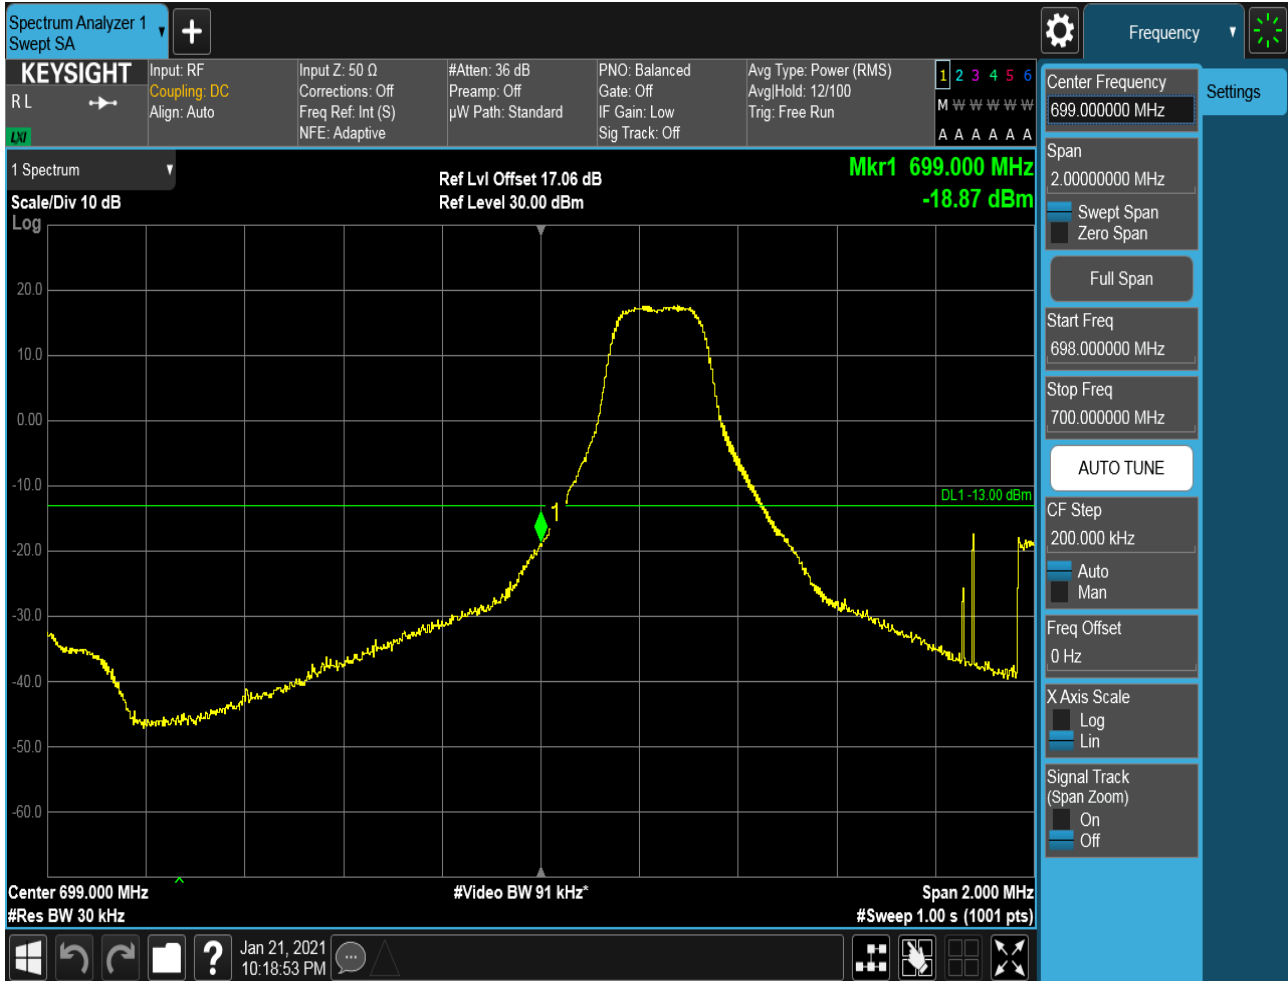 Spectrum Analyzer 1
Swept SA
+
Frequency
KEYSIGHT
R L
LXI
Input: RF
Coupling: DC
Align: Auto
Input Z: 50 Ω
Corrections: Off
Freq Ref: Int (S)
NFE: Adaptive
#Atten: 36 dB
Preamp: Off
µW Path: Standard
PNO: Balanced
Gate: Off
IF Gain: Low
Sig Track: Off
Avg Type: Power (RMS)
Avg|Hold: 12/100
Trig: Free Run
1 2 3 4 5 6
M W W W W W
A A A A A A
1 Spectrum
Scale/Div 10 dB
Log
Ref Lvl Offset 17.06 dB
Ref Level 30.00 dBm
Mkr1 699.000 MHz
-18.87 dBm
20.0
10.0
0.00
-10.0
-20.0
-30.0
-40.0
-50.0
-60.0
DL1 -13.00 dBm
1
Center 699.000 MHz
#Res BW 30 kHz
#Video BW 91 kHz*
Span 2.000 MHz
#Sweep 1.00 s (1001 pts)
Center Frequency
699.000000 MHz
Settings
Span
2.00000000 MHz
Swept Span
Zero Span
Full Span
Start Freq
698.000000 MHz
Stop Freq
700.000000 MHz
AUTO TUNE
CF Step
200.000 kHz
Auto
Man
Freq Offset
0 Hz
X Axis Scale
Log
Lin
Signal Track
(Span Zoom)
On
Off
?
Jan 21, 2021
10:18:53 PM